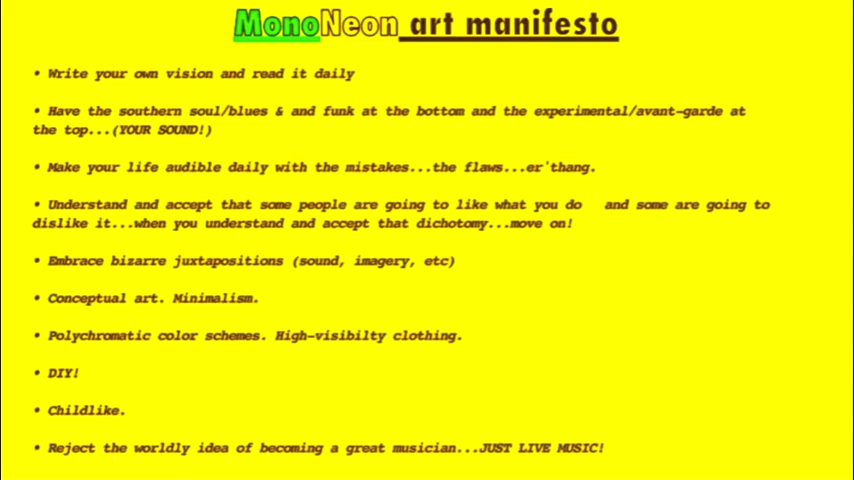 MonoNeon art manifesto
• Write your own vision and read it daily
• Have the southern soul/blues & and funk at the bottom and the experimental/avant-garde at
the top...(YOUR SOUND!)
• Make your life audible daily with the mistakes...the flaws...er'thang.
• Understand and accept that some people are going to like what you do   and some are going to
dislike it...when you understand and accept that dichotomy...move on!
• Embrace bizarre juxtapositions (sound, imagery, etc)
• Conceptual art. Minimalism.
• Polychromatic color schemes. High-visibilty clothing.
• DIY!
• Childlike.
• Reject the worldly idea of becoming a great musician...JUST LIVE MUSIC!